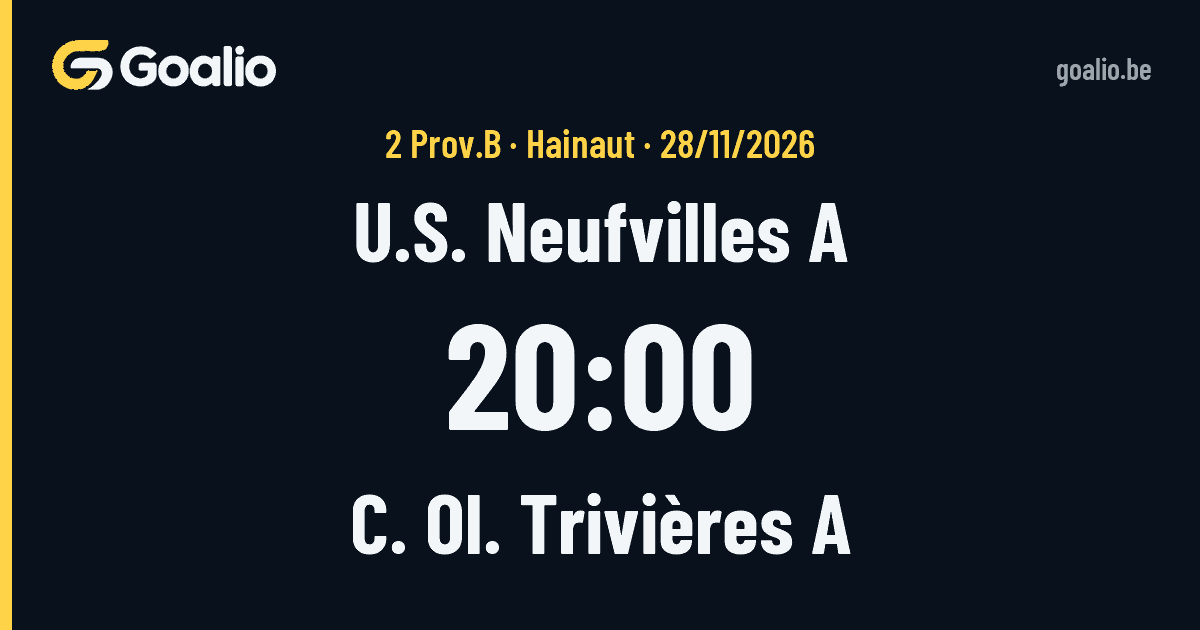 Goalio
goalio.be
2 Prov.B · Hainaut · 28/11/2026
U.S. Neufvilles A
20:00
C. Ol. Trivières A